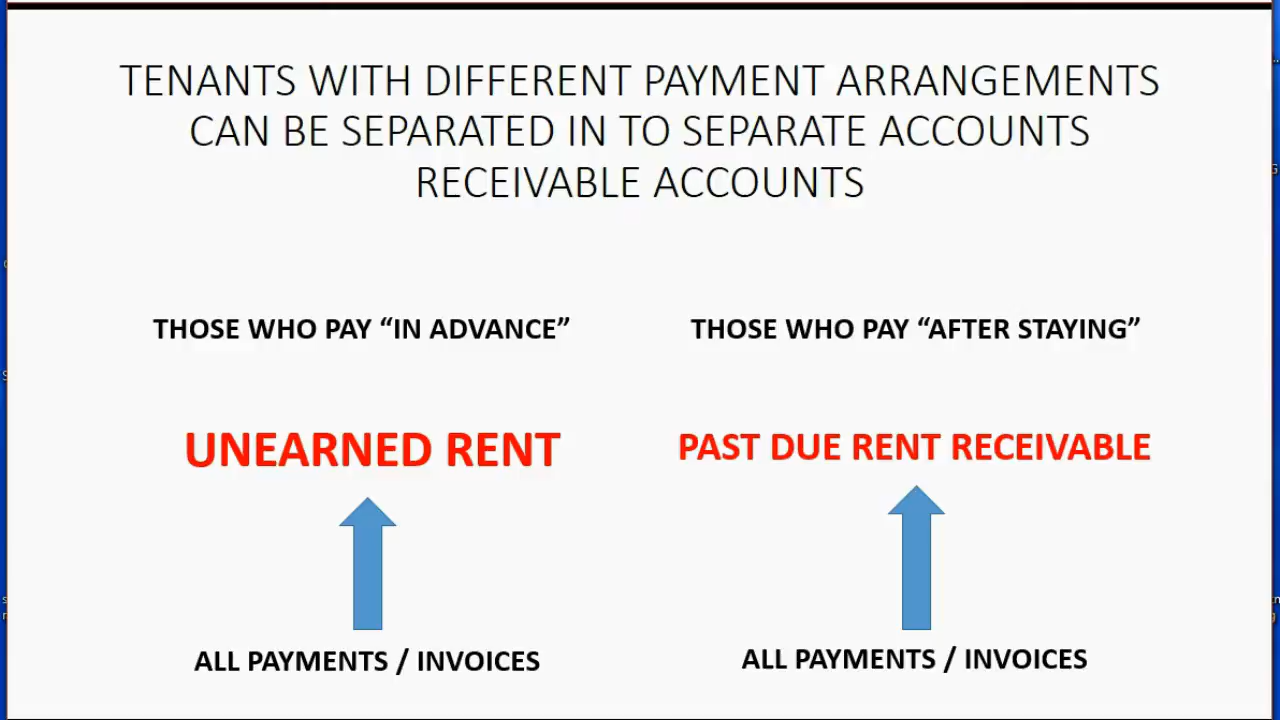 TENANTS WITH DIFFERENT PAYMENT ARRANGEMENTS
CAN BE SEPARATED IN TO SEPARATE ACCOUNTS
RECEIVABLE ACCOUNTS
THOSE WHO PAY “IN ADVANCE”
THOSE WHO PAY “AFTER STAYING”
UNEARNED RENT
PAST DUE RENT RECEIVABLE
ALL PAYMENTS / INVOICES
ALL PAYMENTS / INVOICES